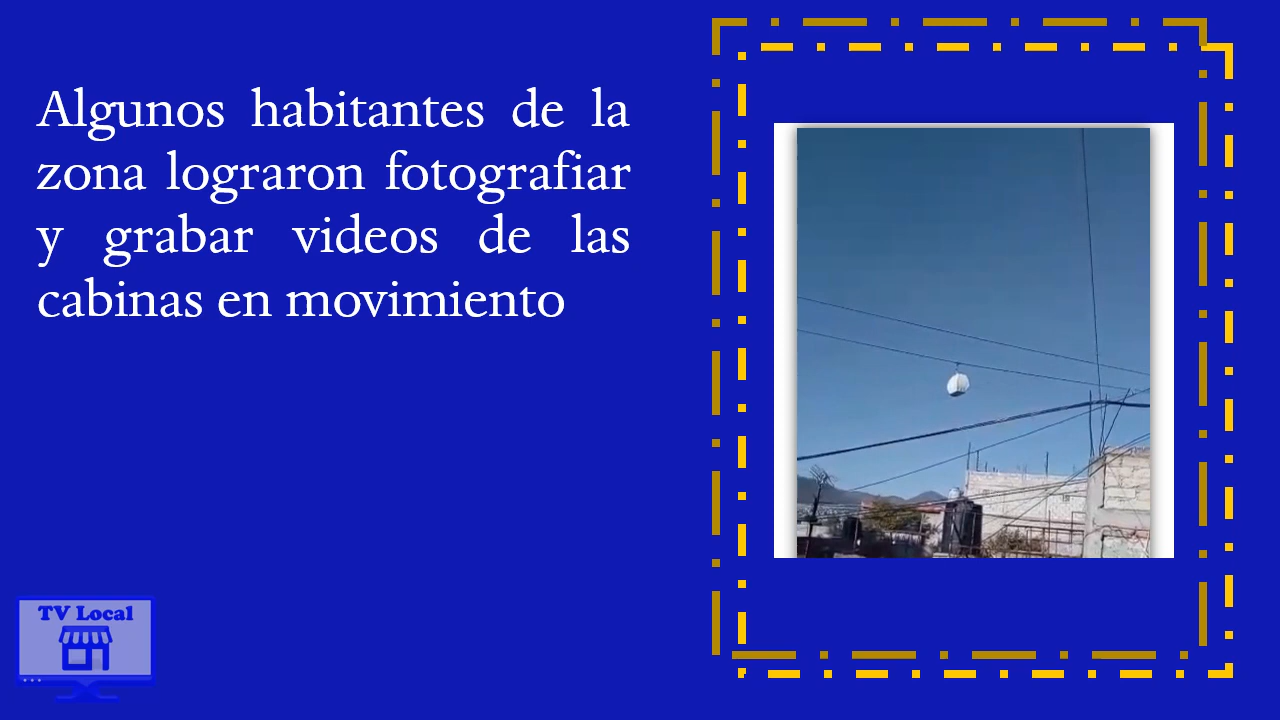 Algunos habitantes de la
zona lograron fotografiar
y grabar videos de las
cabinas en movimiento
TV Local